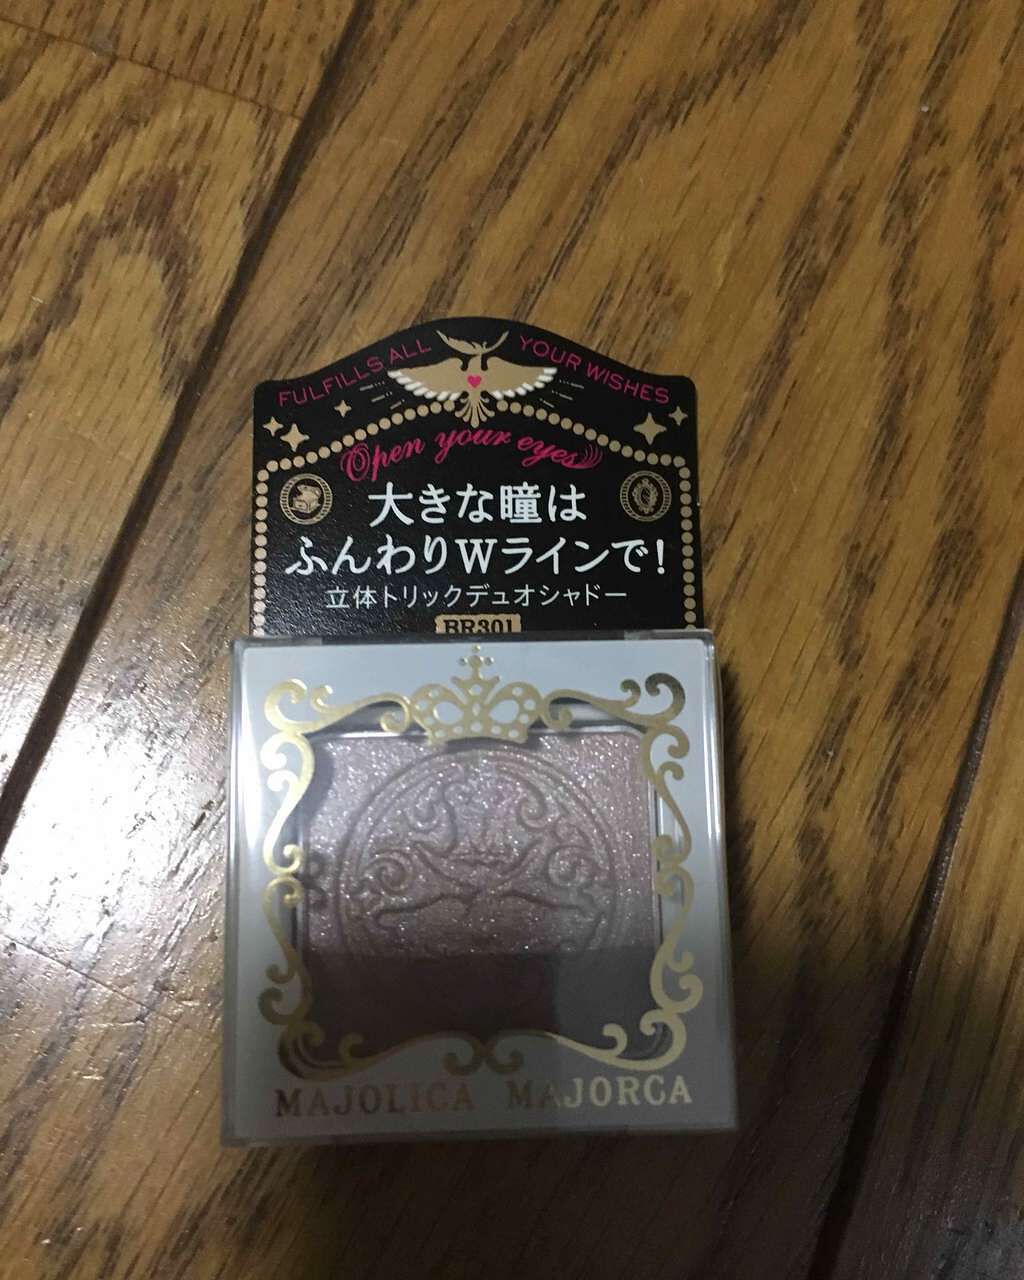 FULFILLS ALL YOUR WISHES
Open your eyes
大きな瞳は
ふんわりWラインで!
立体トリックデュオシャドー
BR301
MAJOLICA MAJORCA